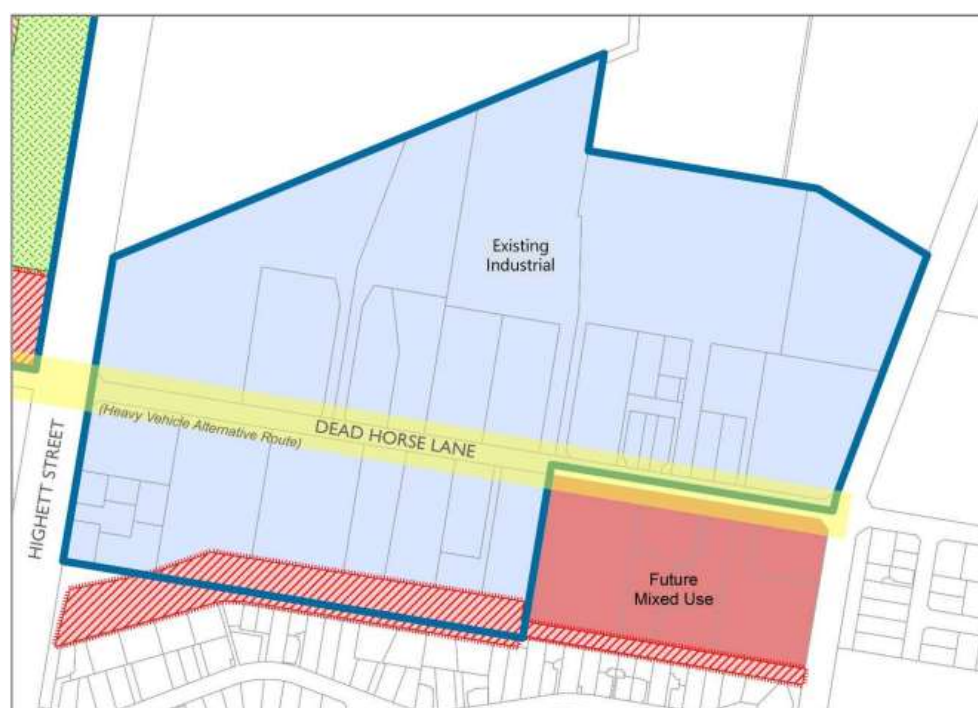 Existing
Industrial
(Heavy Vehicle Alternative Route)
DEAD HORSE LANE
HIGHETT STREET
Future
Mixed Use